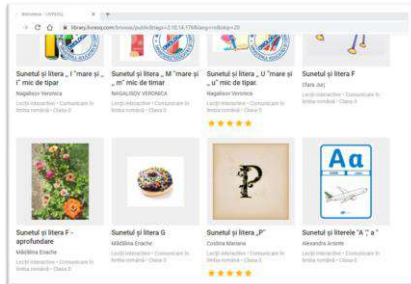 Sunetul și litera „ I "mare și „
i" mic de tipar
Nagalisov Veronica
Lecții interactive • Comunicare în
limba română • Clasa 0
Sunetul și litera „ M "mare și
„ m" mic de timar
NAGALISOV VERONICA
Lecții interactive • Comunicare în
limba română • Clasa 0
Sunetul și litera „ U "mare și
„ u" mic de tipar.
Nagalisov Veronica
Lecții interactive • Comunicare în
limba română • Clasa 0
Sunetul și litera F
Lecții interactive • Comunicare în
limba română • Clasa 0
P
Aa
Sunetul și litera F -
aprofundare
Mădălina Enache
Lecții interactive • Comunicare în
limba română • Clasa 0
Sunetul și litera G
Mădălina Enache
Lecții interactive • Comunicare în
limba română • Clasa 0
Sunetul și litera „P"
Cristina Mariana
Lecții interactive • Comunicare în
limba română • Clasa 0
Sunetul și literele "A "," a "
Alexandra Arsente
Lecții interactive • Comunicare în
limba română • Clasa 0